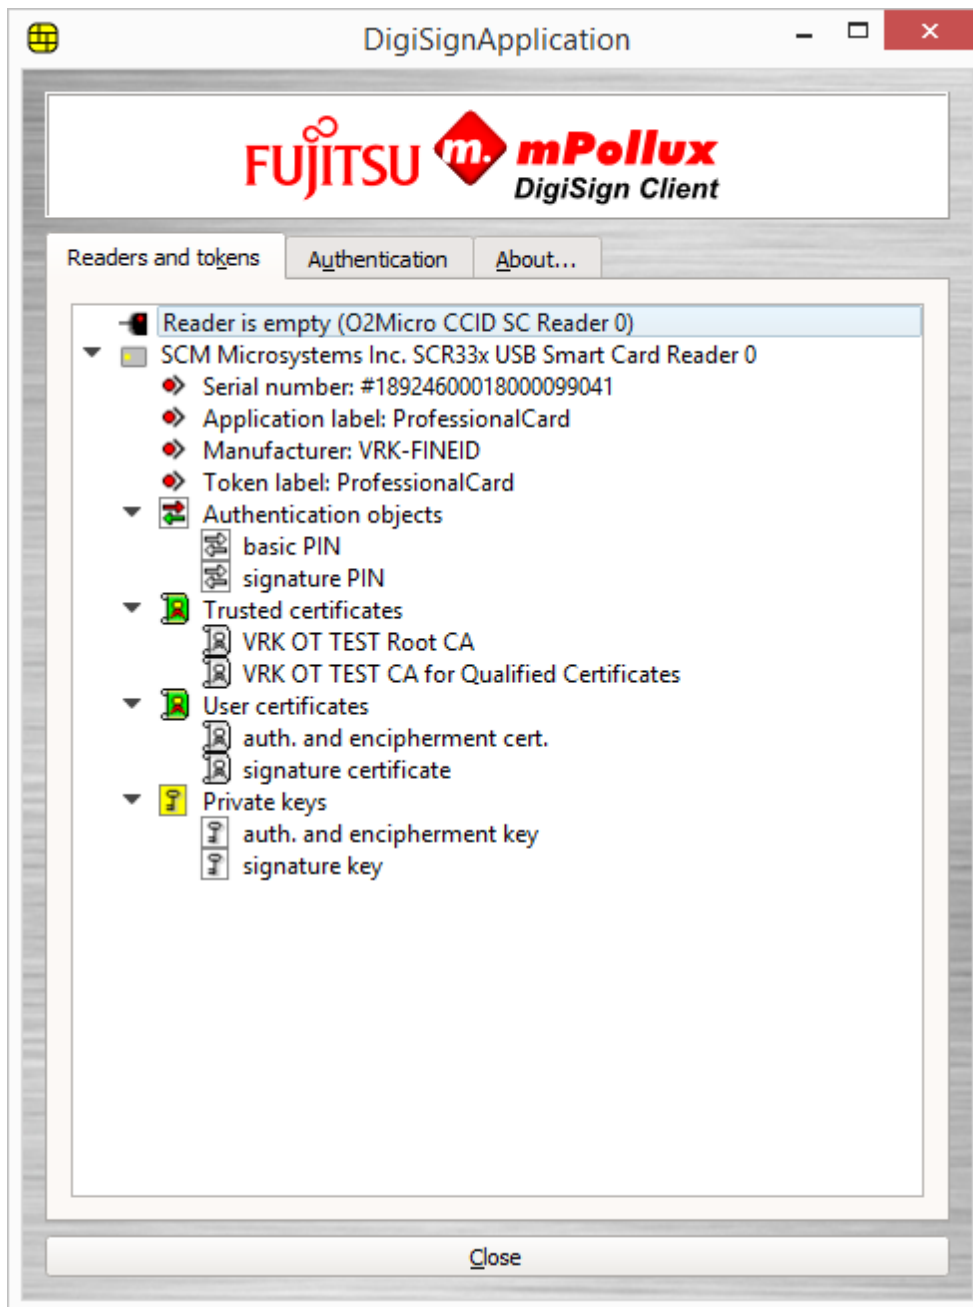 DigiSignApplication
FUJITSU m. mPollux
DigiSign Client
Readers and tokens Authentication About...
Reader is empty (O2Micro CCID SC Reader 0)
SCM Microsystems Inc. SCR33x USB Smart Card Reader 0
Serial number: #18924600018000099041
Application label: ProfessionalCard
Manufacturer: VRK-FINEID
Token label: ProfessionalCard
Authentication objects
basic PIN
signature PIN
Trusted certificates
VRK OT TEST Root CA
VRK OT TEST CA for Qualified Certificates
User certificates
auth. and encipherment cert.
signature certificate
Private keys
auth. and encipherment key
signature key
Close